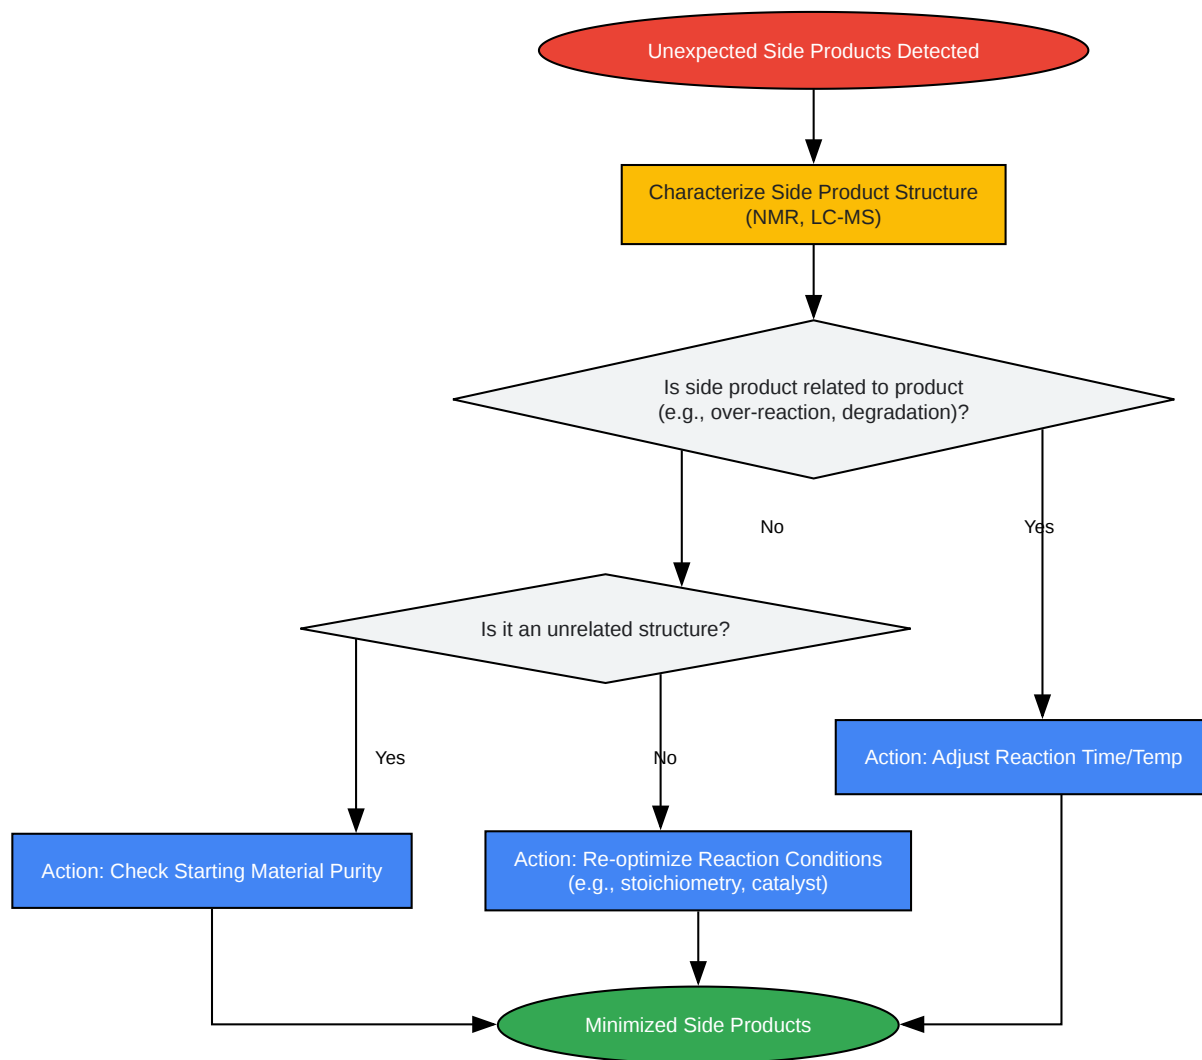 Unexpected Side Products Detected
Characterize Side Product Structure
(NMR, LC-MS)
Is side product related to product
(e.g., over-reaction, degradation)?
No
Yes
Is it an unrelated structure?
Yes
No
Action: Adjust Reaction Time/Temp
Action: Check Starting Material Purity
Action: Re-optimize Reaction Conditions
(e.g., stoichiometry, catalyst)
Minimized Side Products